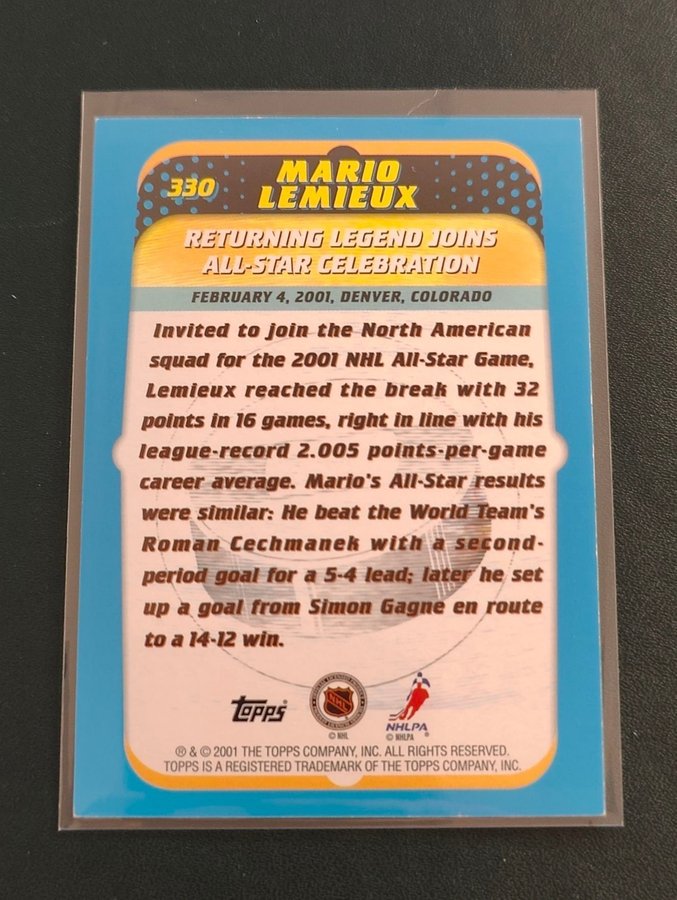 330
MARIO
LEMIEUX
RETURNING LEGEND JOINS
ALL-STAR CELEBRATION
FEBRUARY 4, 2001, DENVER, COLORADO
Invited to join the North American
squad for the 2001 NHL All-Star Game,
Lemieux reached the break with 32
points in 16 games, right in line with his
league-record 2.005 points-per-game
career average. Mario's All-Star results
were similar: He beat the World Team's
Roman Cechmanek with a second-
period goal for a 5-4 lead; later he set
up a goal from Simon Gagne en route
to a 14-12 win.
Topps
NHL
NHLPA
© NHL
© NHLPA
® & © 2001 THE TOPPS COMPANY, INC. ALL RIGHTS RESERVED.
TOPPS IS A REGISTERED TRADEMARK OF THE TOPPS COMPANY, INC.